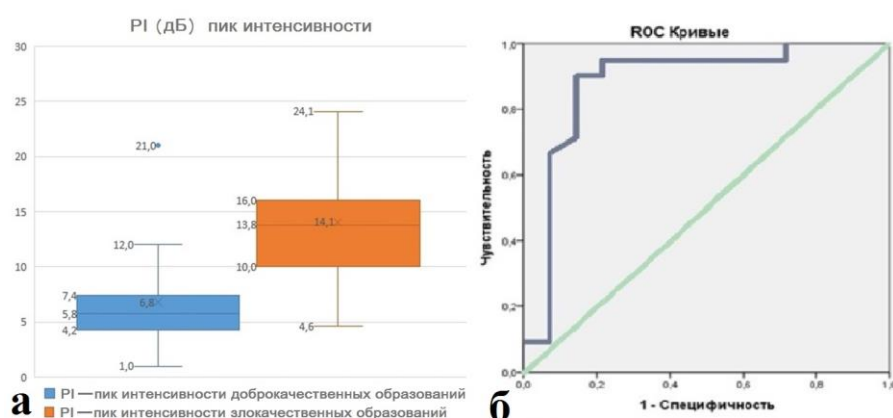 PI (дБ) пик интенсивности
30
25
20
15
10
5
0
21,0
12,0
7,4
6,8
5,8
4,2
1,0
24,1
16,0
14,1
13,8
10,0
4,6
PI — пик интенсивности доброкачественных образований
PI — пик интенсивности злокачественных образований
а
ROC Кривые
Чувствительность
1,0
0,8
0,6
0,4
0,2
0,0
0,0 0,2 0,4 0,6 0,8 1,0
1 - Специфичность
б